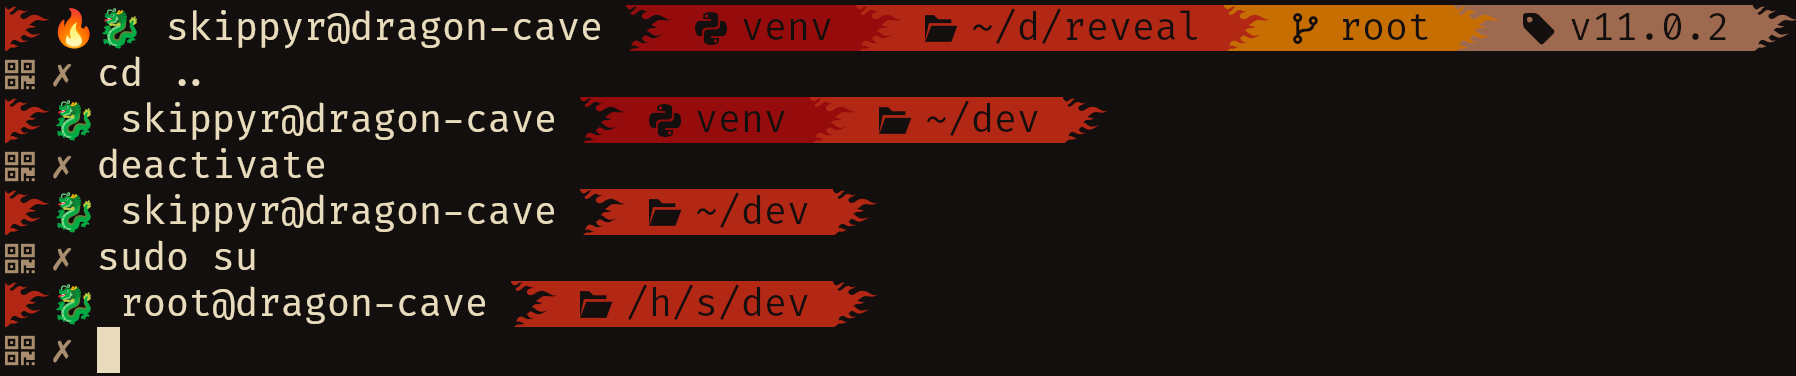 🔥🐉 skippyr@dragon-cave venv ~/d/reveal root v11.0.2
✗ cd ..
🐉 skippyr@dragon-cave venv ~/dev
✗ deactivate
🐉 skippyr@dragon-cave ~/dev
✗ sudo su
🐉 root@dragon-cave /h/s/dev
✗